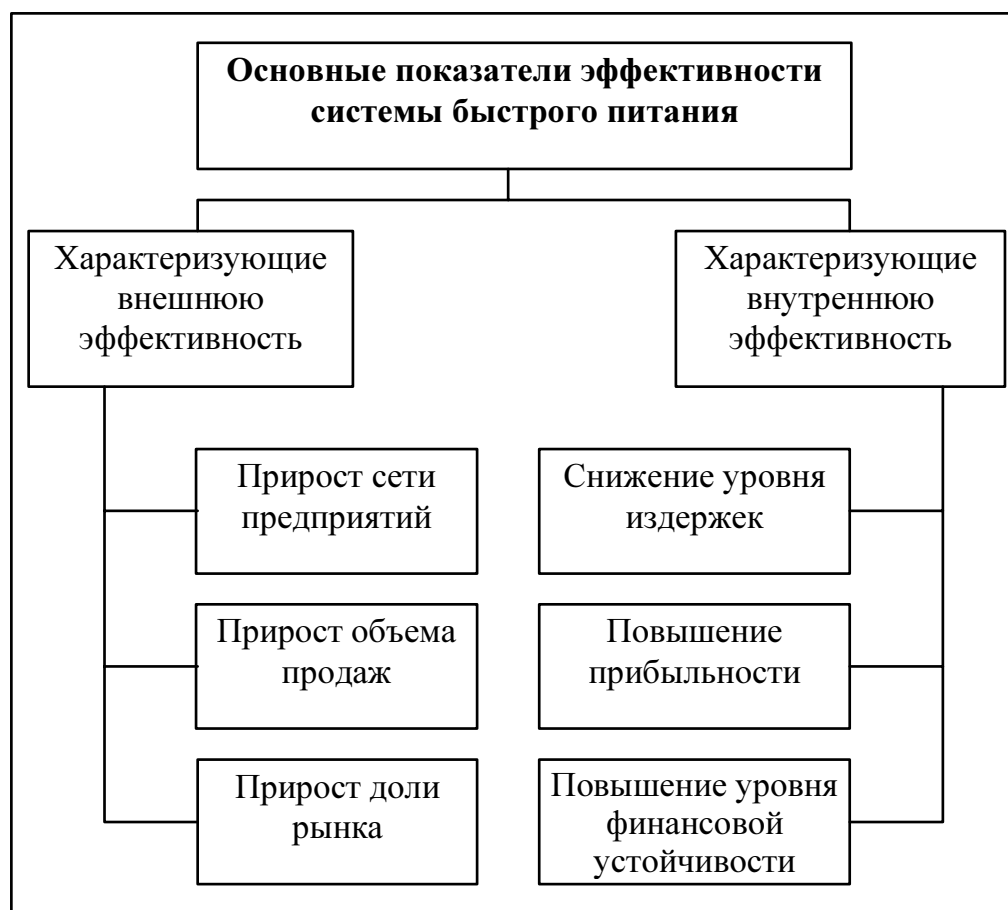 Основные показатели эффективности
системы быстрого питания
Характеризующие
внешнюю
эффективность
Характеризующие
внутреннюю
эффективность
Прирост сети
предприятий
Снижение уровня
издержек
Прирост объема
продаж
Повышение
прибыльности
Прирост доли
рынка
Повышение уровня
финансовой
устойчивости